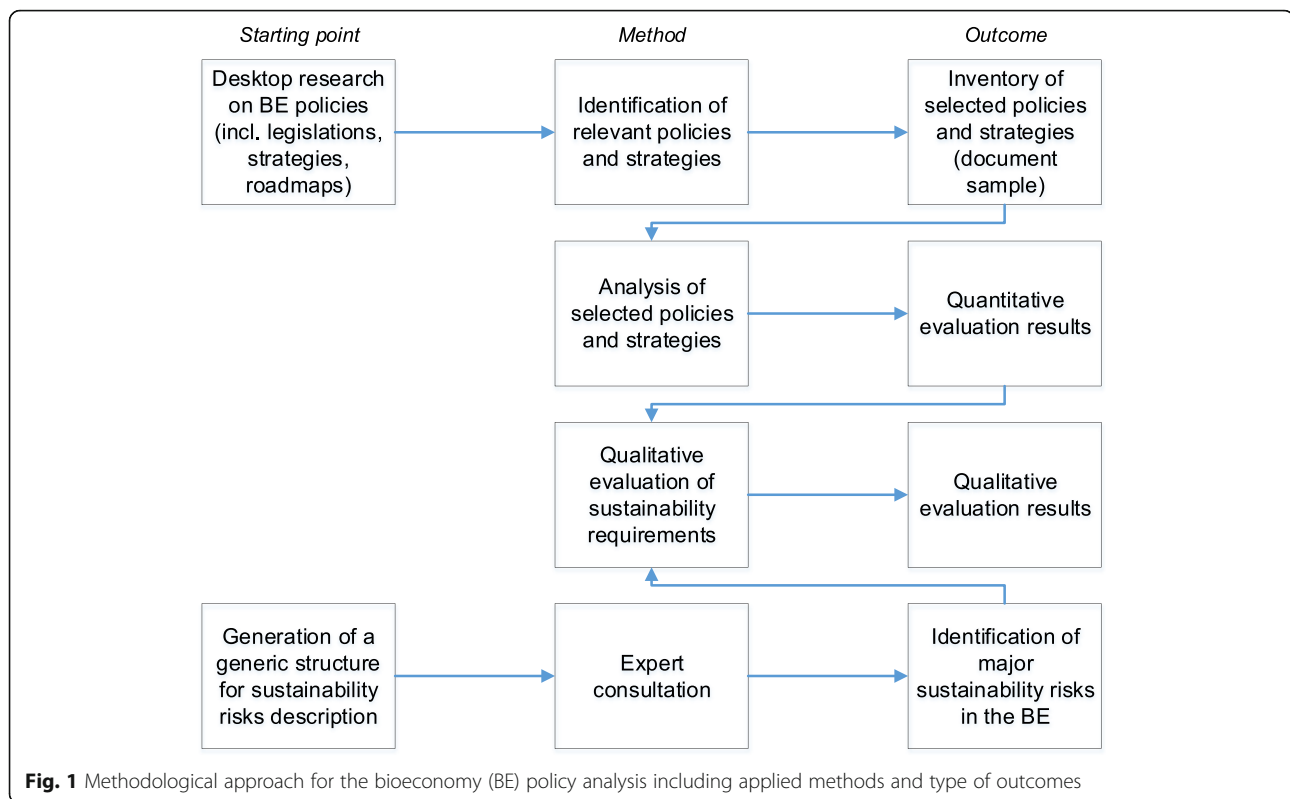 Starting point
Method
Outcome
Desktop research
on BE policies
(incl. legislations,
strategies,
roadmaps)
Identification of
relevant policies
and strategies
Inventory of
selected policies
and strategies
(document
sample)
Analysis of
selected policies
and strategies
Quantitative
evaluation results
Qualitative
evaluation of
sustainability
requirements
Qualitative
evaluation results
Generation of a
generic structure
for sustainability
risks description
Expert
consultation
Identification of
major
sustainability risks
in the BE
Fig. 1 Methodological approach for the bioeconomy (BE) policy analysis including applied methods and type of outcomes